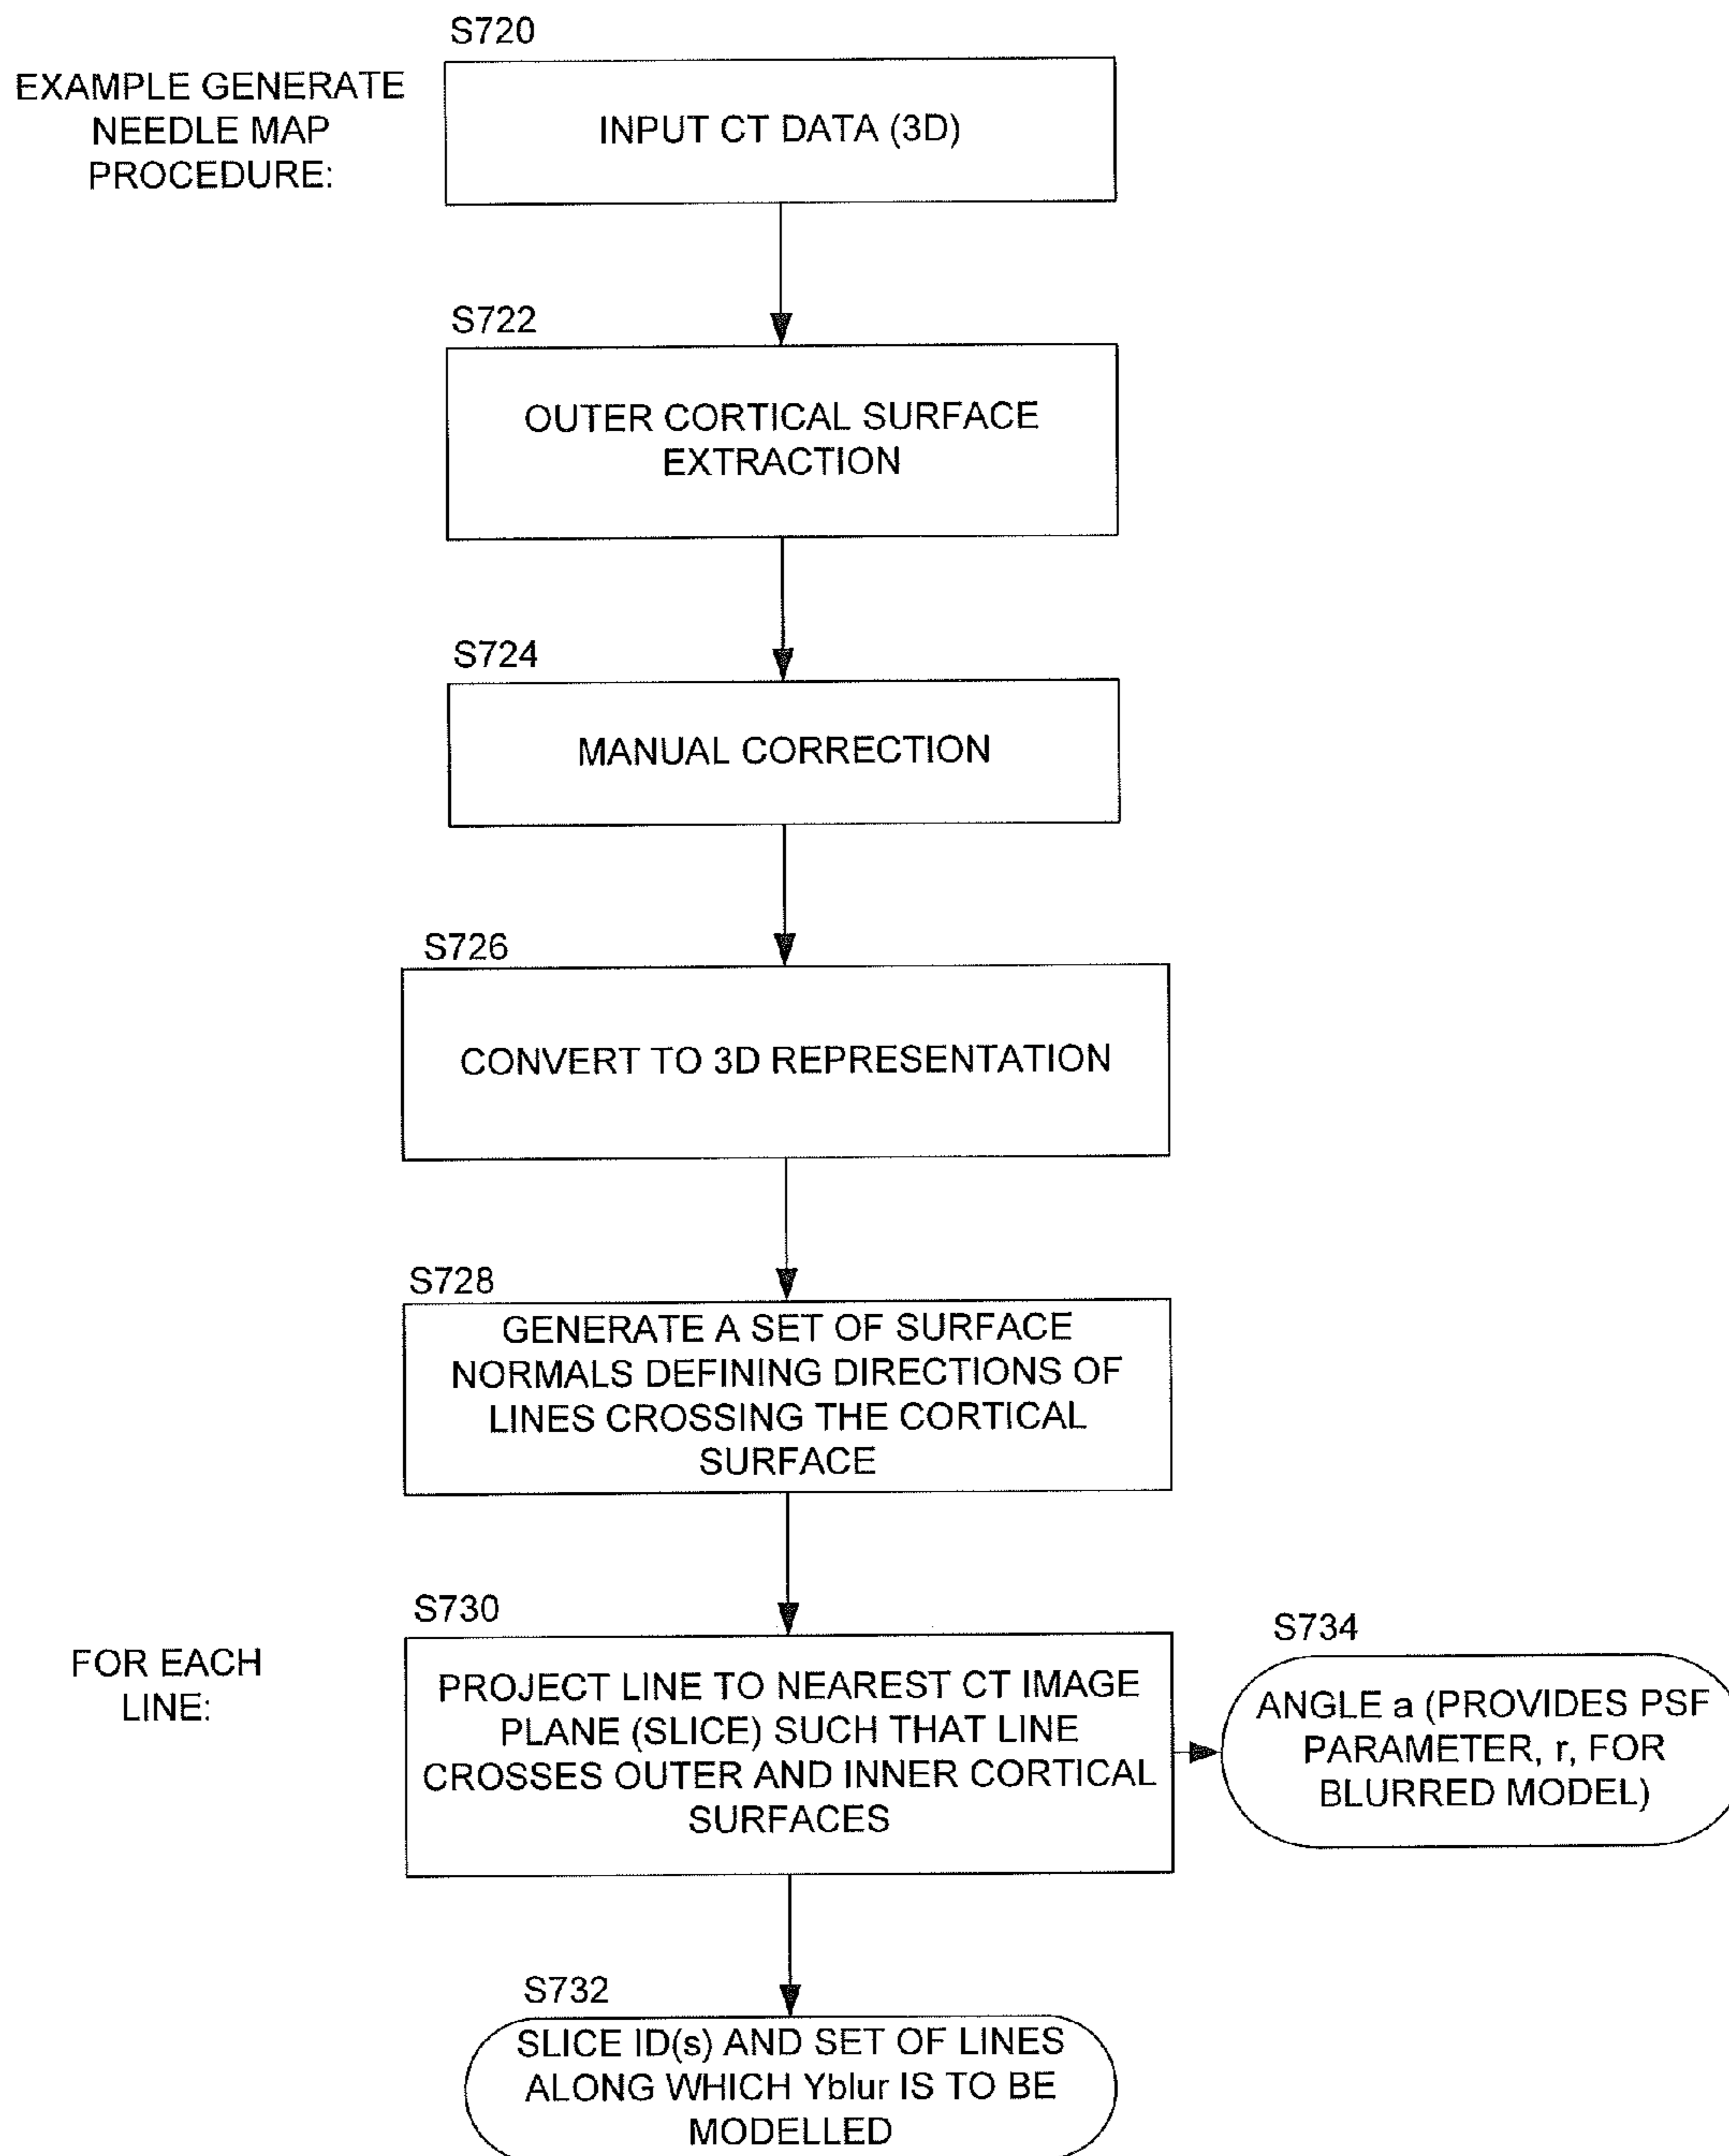 S720
EXAMPLE GENERATE
NEEDLE MAP
PROCEDURE:
INPUT CT DATA (3D)
S722
OUTER CORTICAL SURFACE
EXTRACTION
S724
MANUAL CORRECTION
S726
CONVERT TO 3D REPRESENTATION
S728
GENERATE A SET OF SURFACE
NORMALS DEFINING DIRECTIONS OF
LINES CROSSING THE CORTICAL
SURFACE
FOR EACH
LINE:
S730
PROJECT LINE TO NEAREST CT IMAGE
PLANE (SLICE) SUCH THAT LINE
CROSSES OUTER AND INNER CORTICAL
SURFACES
S734
ANGLE a (PROVIDES PSF
PARAMETER, r, FOR
BLURRED MODEL)
S732
SLICE ID(s) AND SET OF LINES
ALONG WHICH Yblur IS TO BE
MODELLED